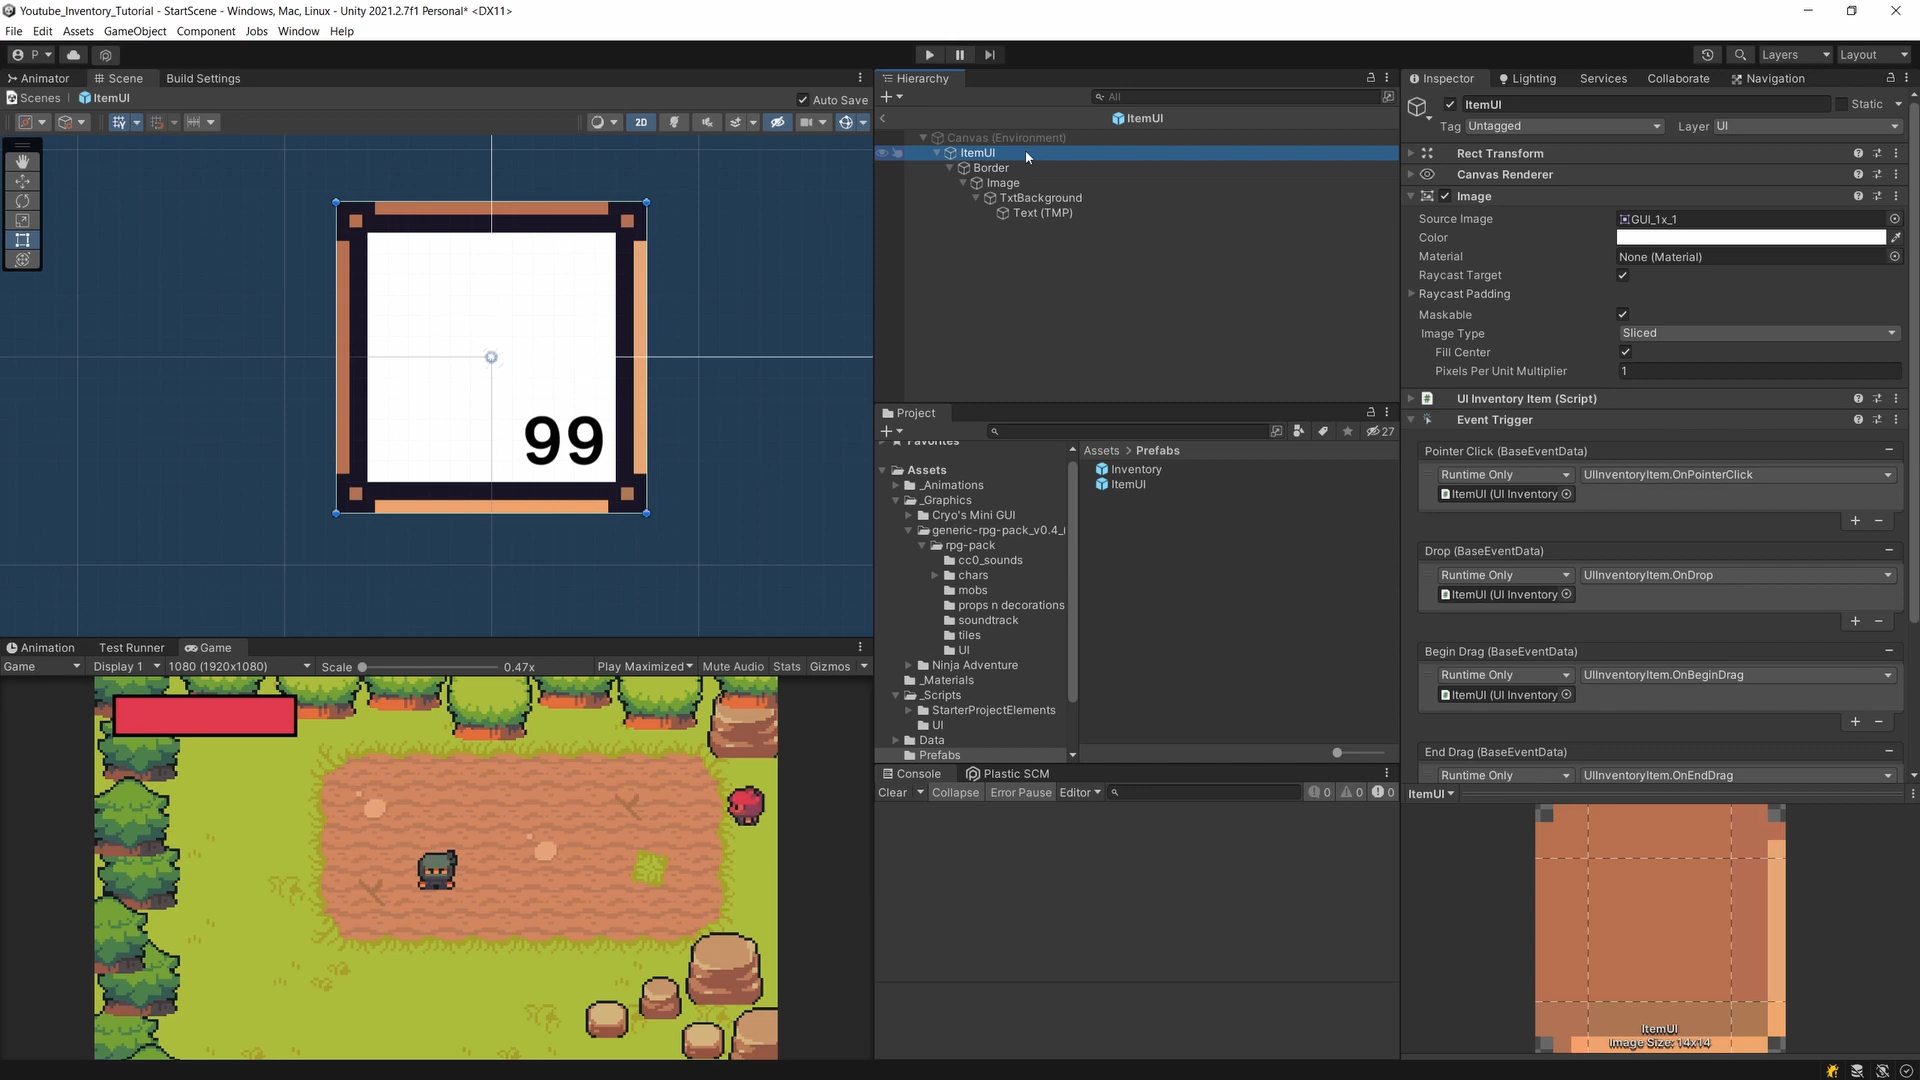 Youtube_Inventory_Tutorial - StartScene - Windows, Mac, Linux - Unity 2021.2.7f1 Personal* <DX11>
File Edit Assets GameObject Component Jobs Window Help
P Layers Layout
Animator Scene Build Settings
Scenes ItemUI Auto Save
2D
99
Hierarchy
All
ItemUI
Canvas (Environment)
ItemUI
Border
Image
TxtBackground
Text (TMP)
Project
27
Favorites
Assets
_Animations
_Graphics
Cryo's Mini GUI
generic-rpg-pack_v0.4_(
rpg-pack
cc0_sounds
chars
mobs
props n decorations
soundtrack
tiles
UI
Ninja Adventure
_Materials
_Scripts
StarterProjectElements
UI
Data
Prefabs
Assets > Prefabs
Inventory
ItemUI
Console Plastic SCM
Clear Collapse Error Pause Editor 0 0 0
Animation Test Runner Game
Game Display 1 1080 (1920x1080) Scale 0.47x Play Maximized Mute Audio Stats Gizmos
Inspector Lighting Services Collaborate Navigation
ItemUI Static
Tag Untagged Layer UI
Rect Transform
Canvas Renderer
Image
Source Image GUI_1x_1
Color
Material None (Material)
Raycast Target
Raycast Padding
Maskable
Image Type Sliced
Fill Center
Pixels Per Unit Multiplier 1
UI Inventory Item (Script)
Event Trigger
Pointer Click (BaseEventData)
Runtime Only UIInventoryItem.OnPointerClick
ItemUI (UI Inventory
Drop (BaseEventData)
Runtime Only UIInventoryItem.OnDrop
ItemUI (UI Inventory
Begin Drag (BaseEventData)
Runtime Only UIInventoryItem.OnBeginDrag
ItemUI (UI Inventory
End Drag (BaseEventData)
Runtime Only UIInventoryItem.OnEndDrag
ItemUI
ItemUI
Image Size: 14x14